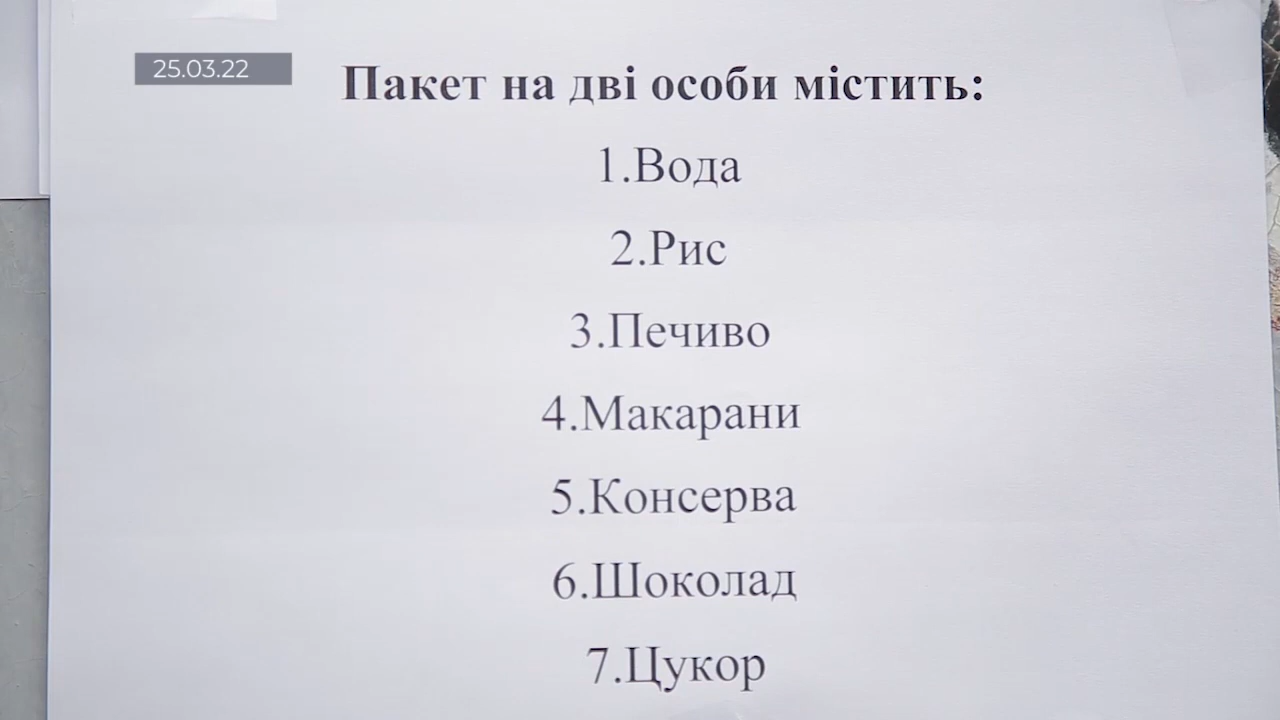 25.03.22
Пакет на дві особи містить:
1.Вода
2.Рис
3.Печиво
4.Макарани
5.Консерва
6.Шоколад
7.Цукор